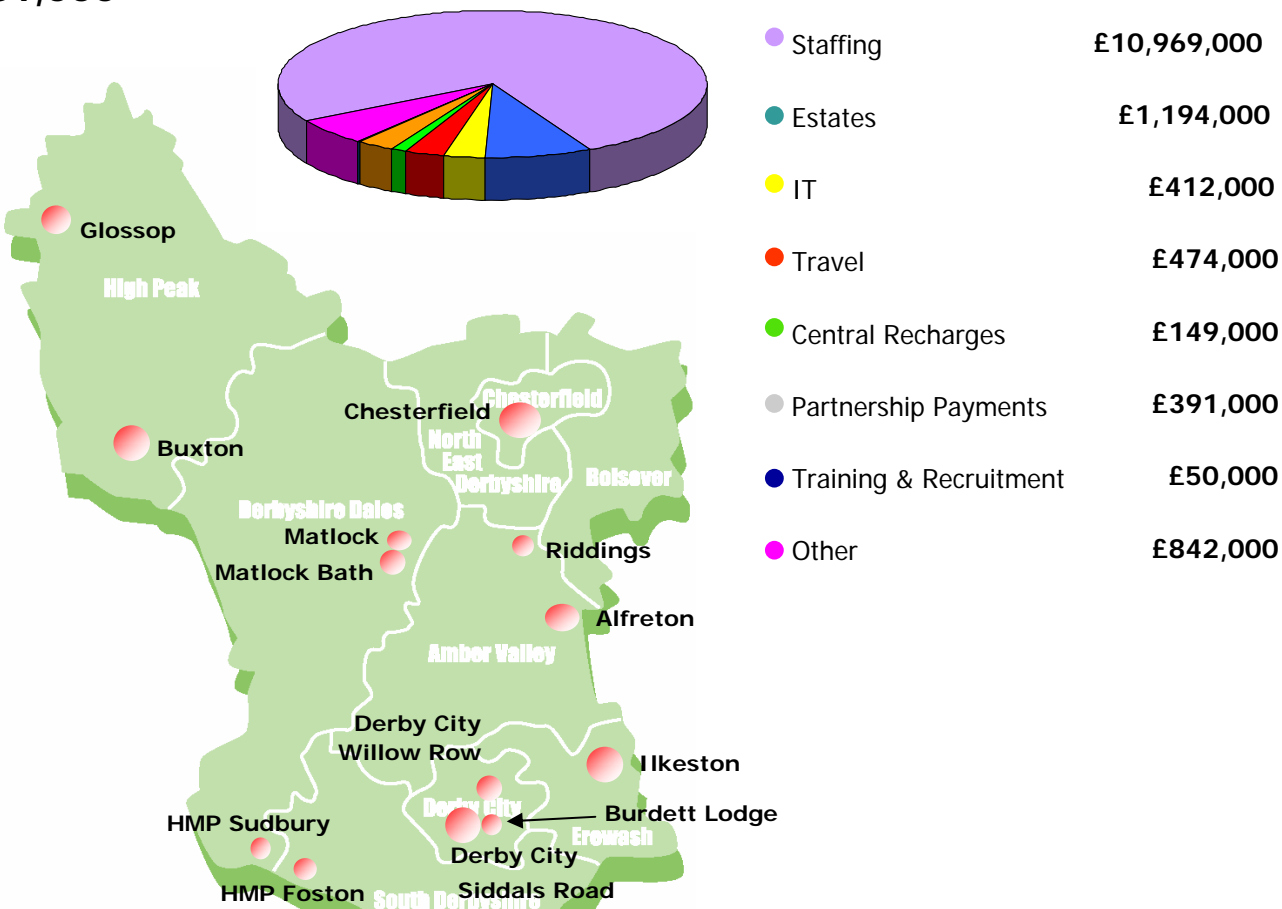 Staffing £10,969,000
Estates £1,194,000
IT £412,000
Travel £474,000
Central Recharges £149,000
Partnership Payments £391,000
Training & Recruitment £50,000
Other £842,000
Glossop
High Peak
Chesterfield
Chesterfield
Buxton
North
East
Derbyshire
Bolsover
Derbyshire Dales
Matlock
Riddings
Matlock Bath
Alfreton
Amber Valley
Derby City
Willow Row
Ilkeston
Derby City
Burdett Lodge
HMP Sudbury
Erewash
Derby City
Siddals Road
HMP Foston
South Derbyshire